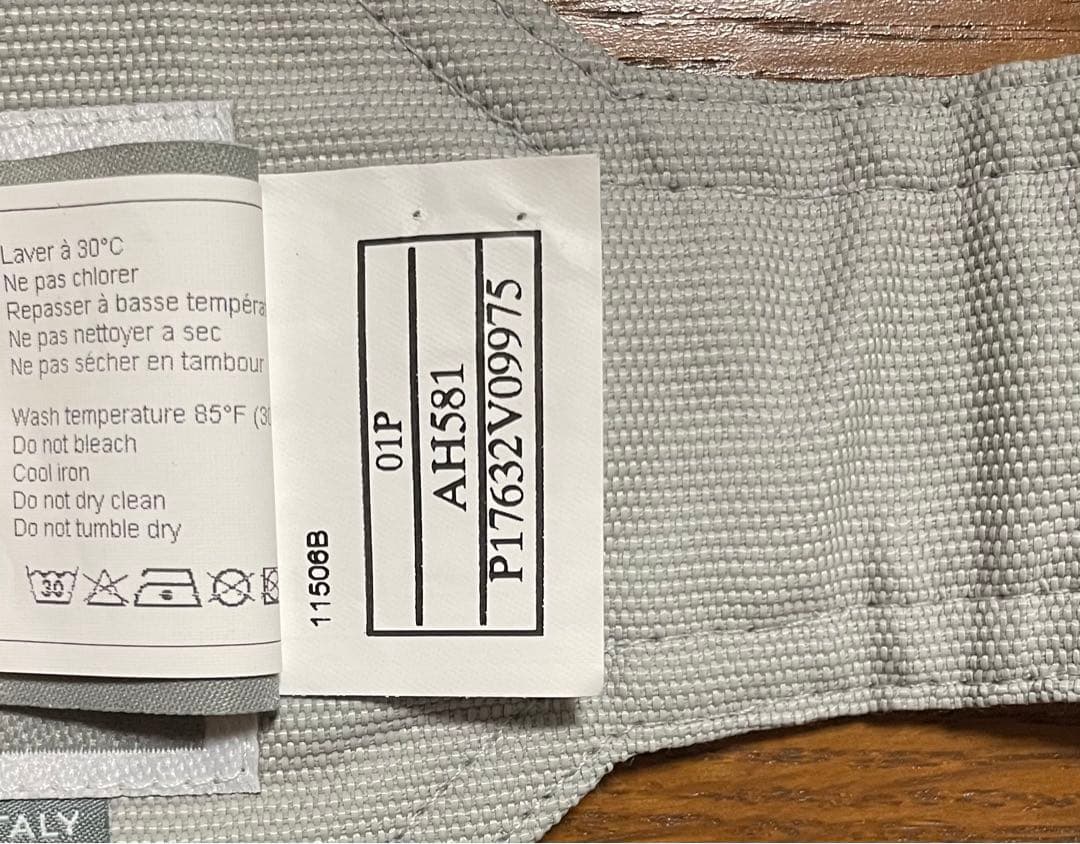 Laver à 30°C
Ne pas chlorer
Repasser à basse tempéra
Ne pas nettoyer a sec
Ne pas sécher en tambour
Wash temperature 85°F (30
Do not bleach
Cool iron
Do not dry clean
Do not tumble dry
30°
11506B
01P
AH581
P17632V09975
TALY